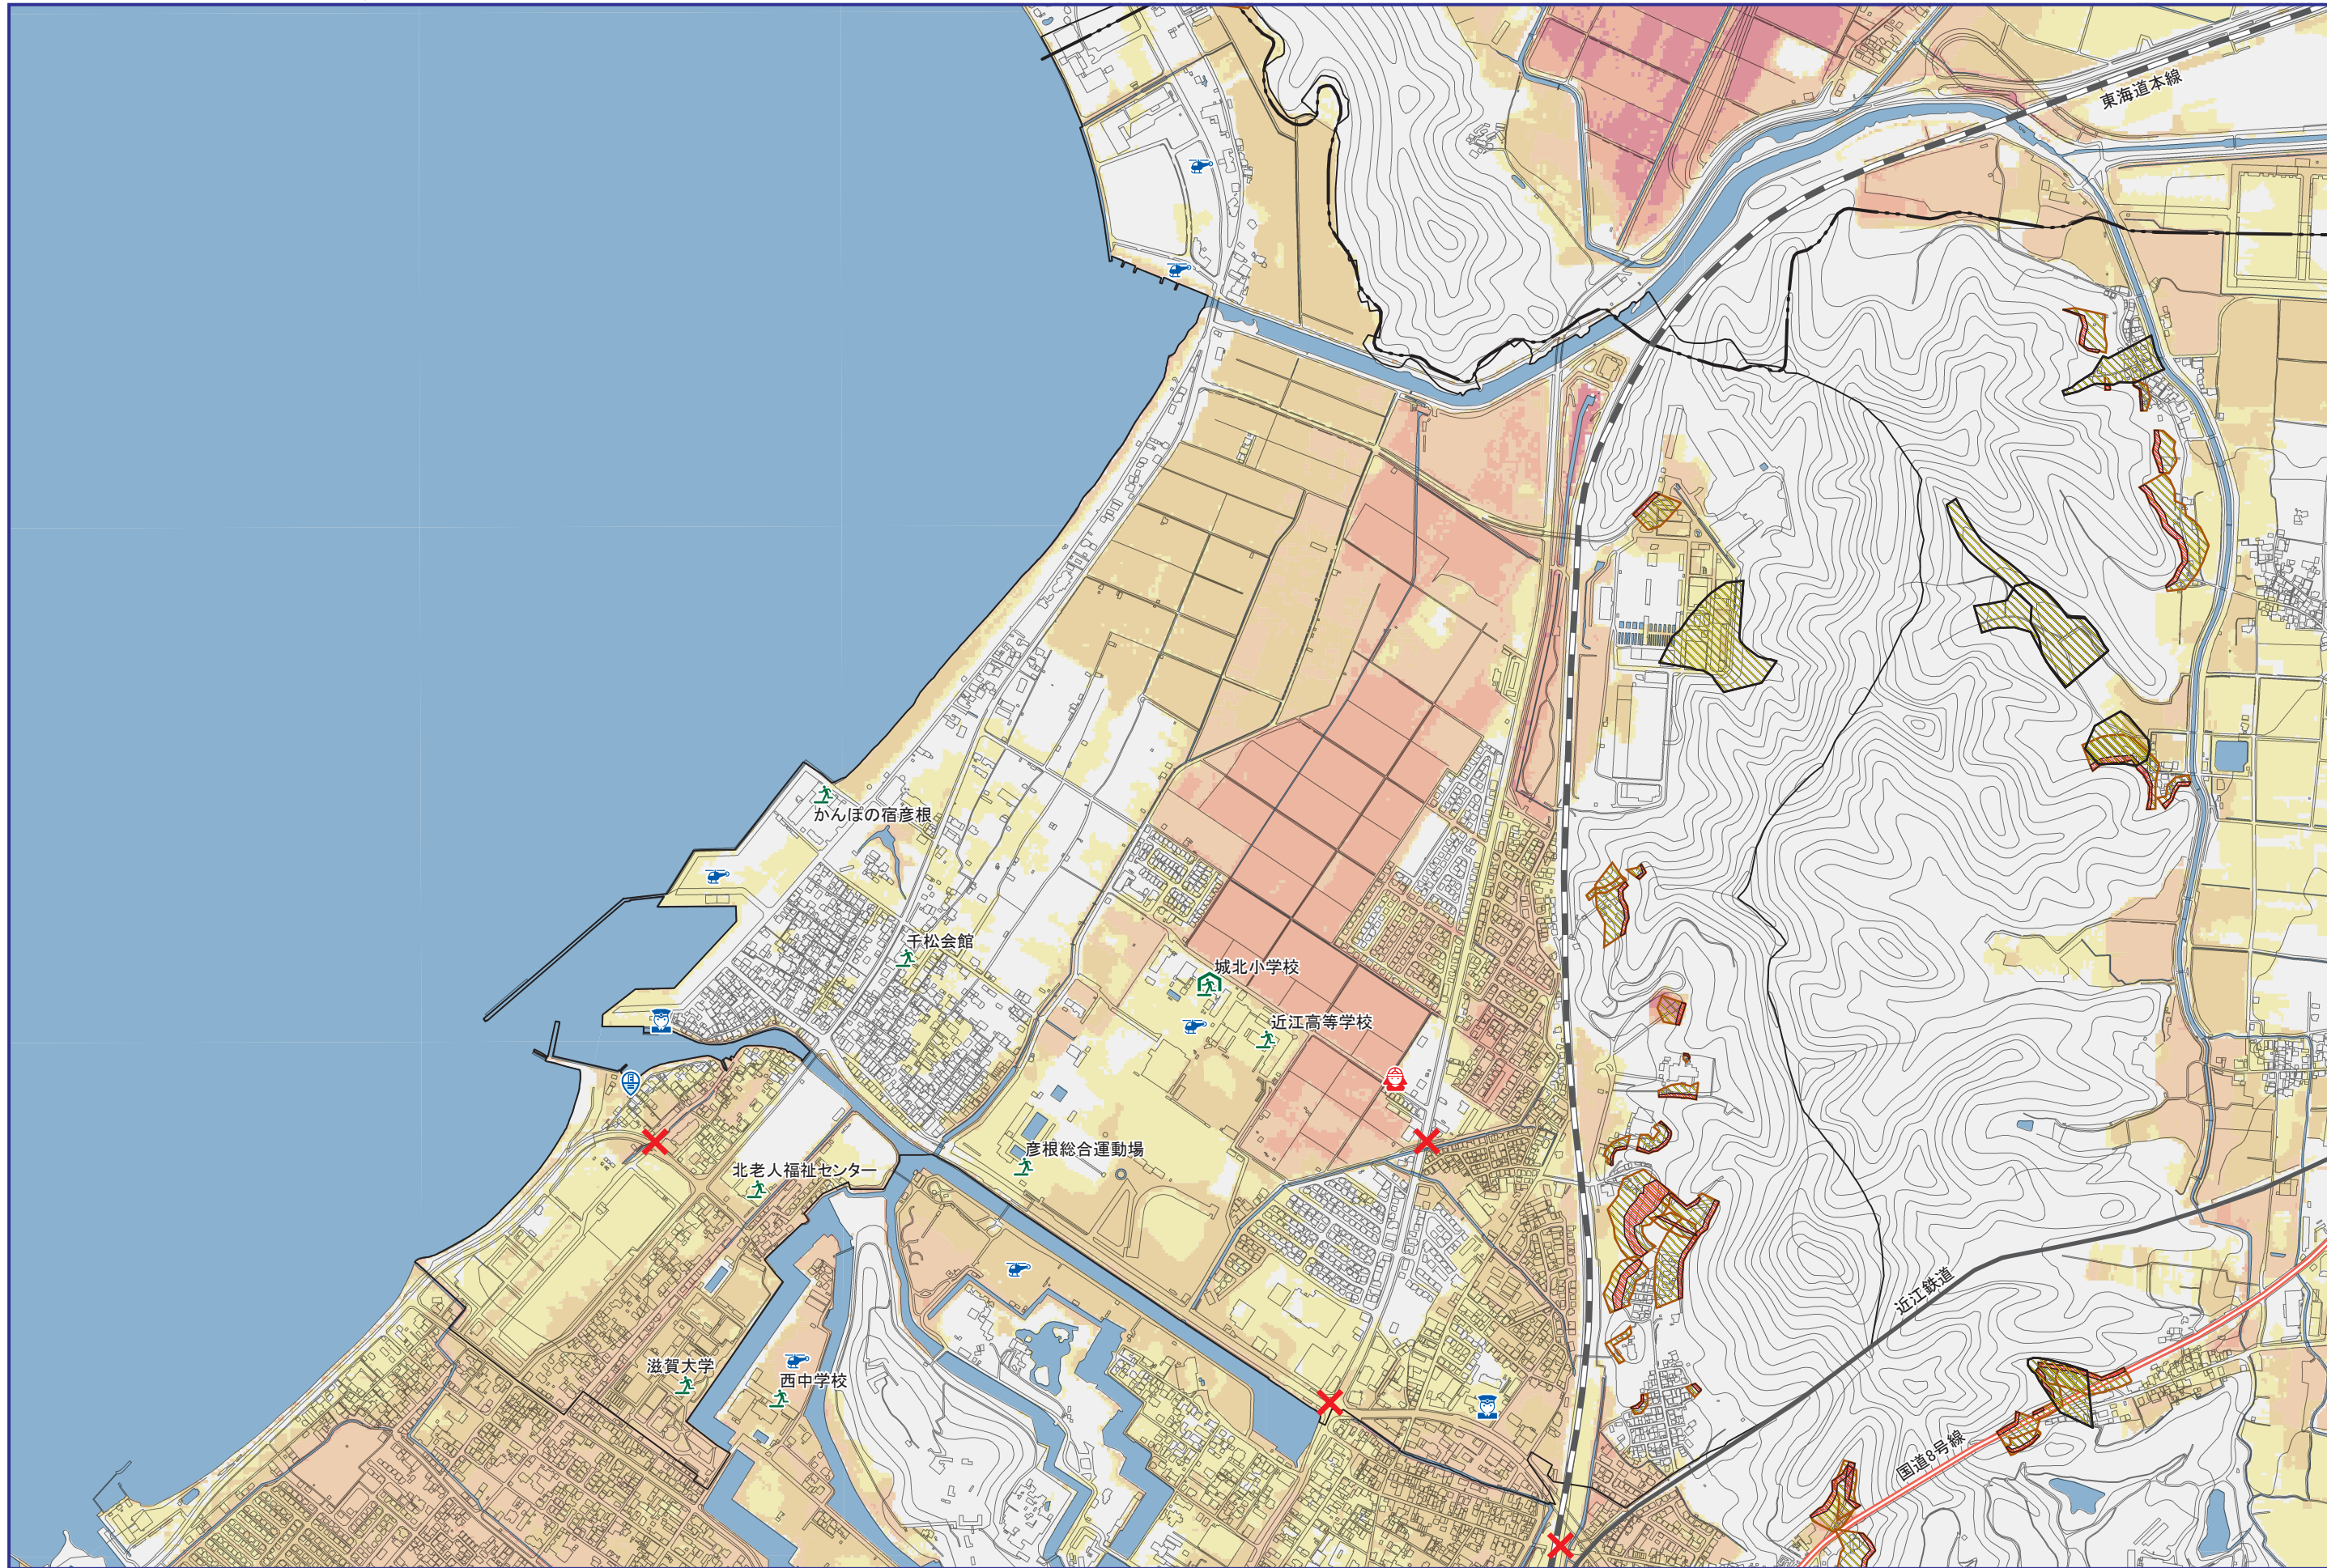 東海道本線
かんぽの宿彦根
千松会館
城北小学校
近江高等学校
彦根総合運動場
北老人福祉センター
近江鉄道
滋賀大学
西中学校
国道8号線